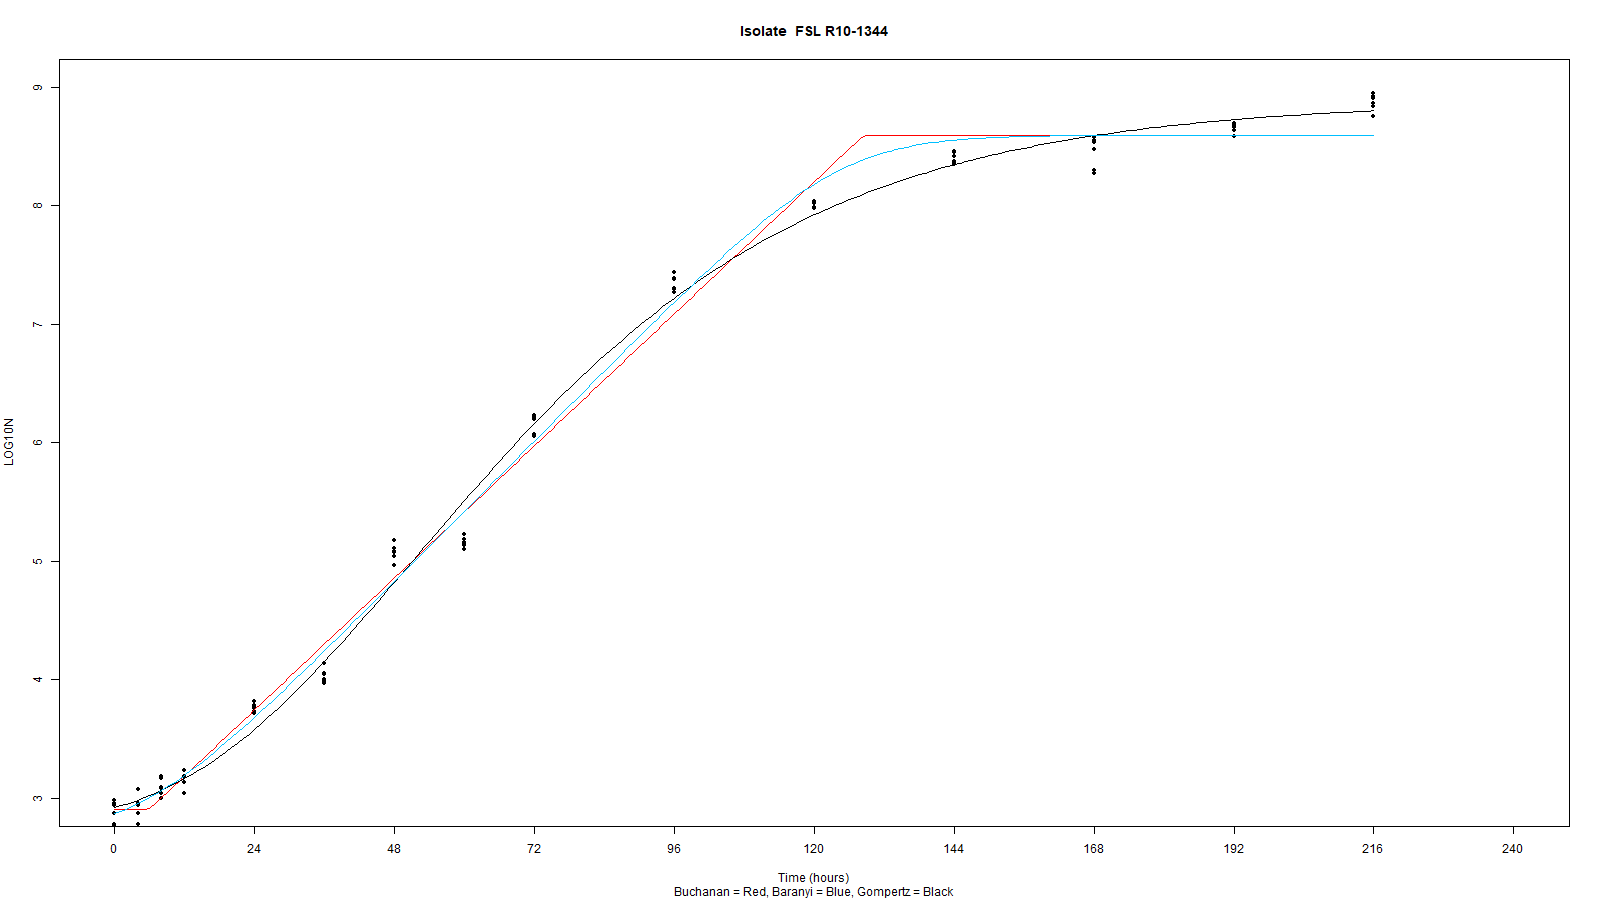 Isolate  FSL R10-1344
9
8
7
6
5
4
3
LOG10N
0 24 48 72 96 120 144 168 192 216 240
Time (hours)
Buchanan = Red, Baranyi = Blue, Gompertz = Black